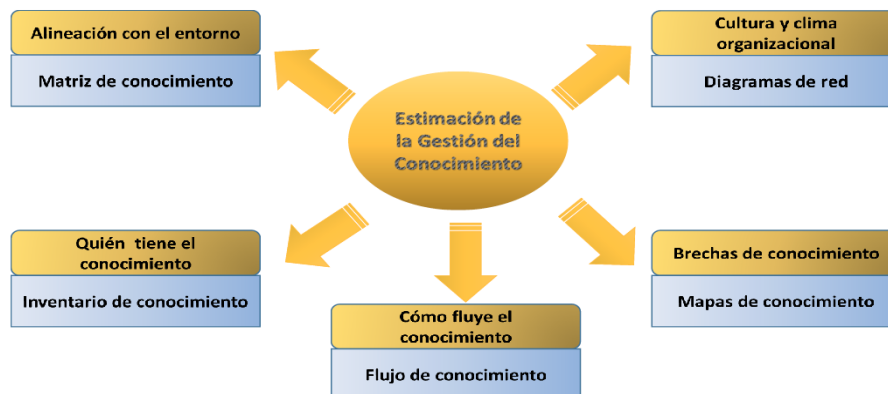 Alineación con el entorno
Matriz de conocimiento
Cultura y clima
organizacional
Diagramas de red
Estimación de
la Gestión del
Conocimiento
Quién tiene el
conocimiento
Inventario de conocimiento
Cómo fluye el
conocimiento
Flujo de conocimiento
Brechas de conocimiento
Mapas de conocimiento